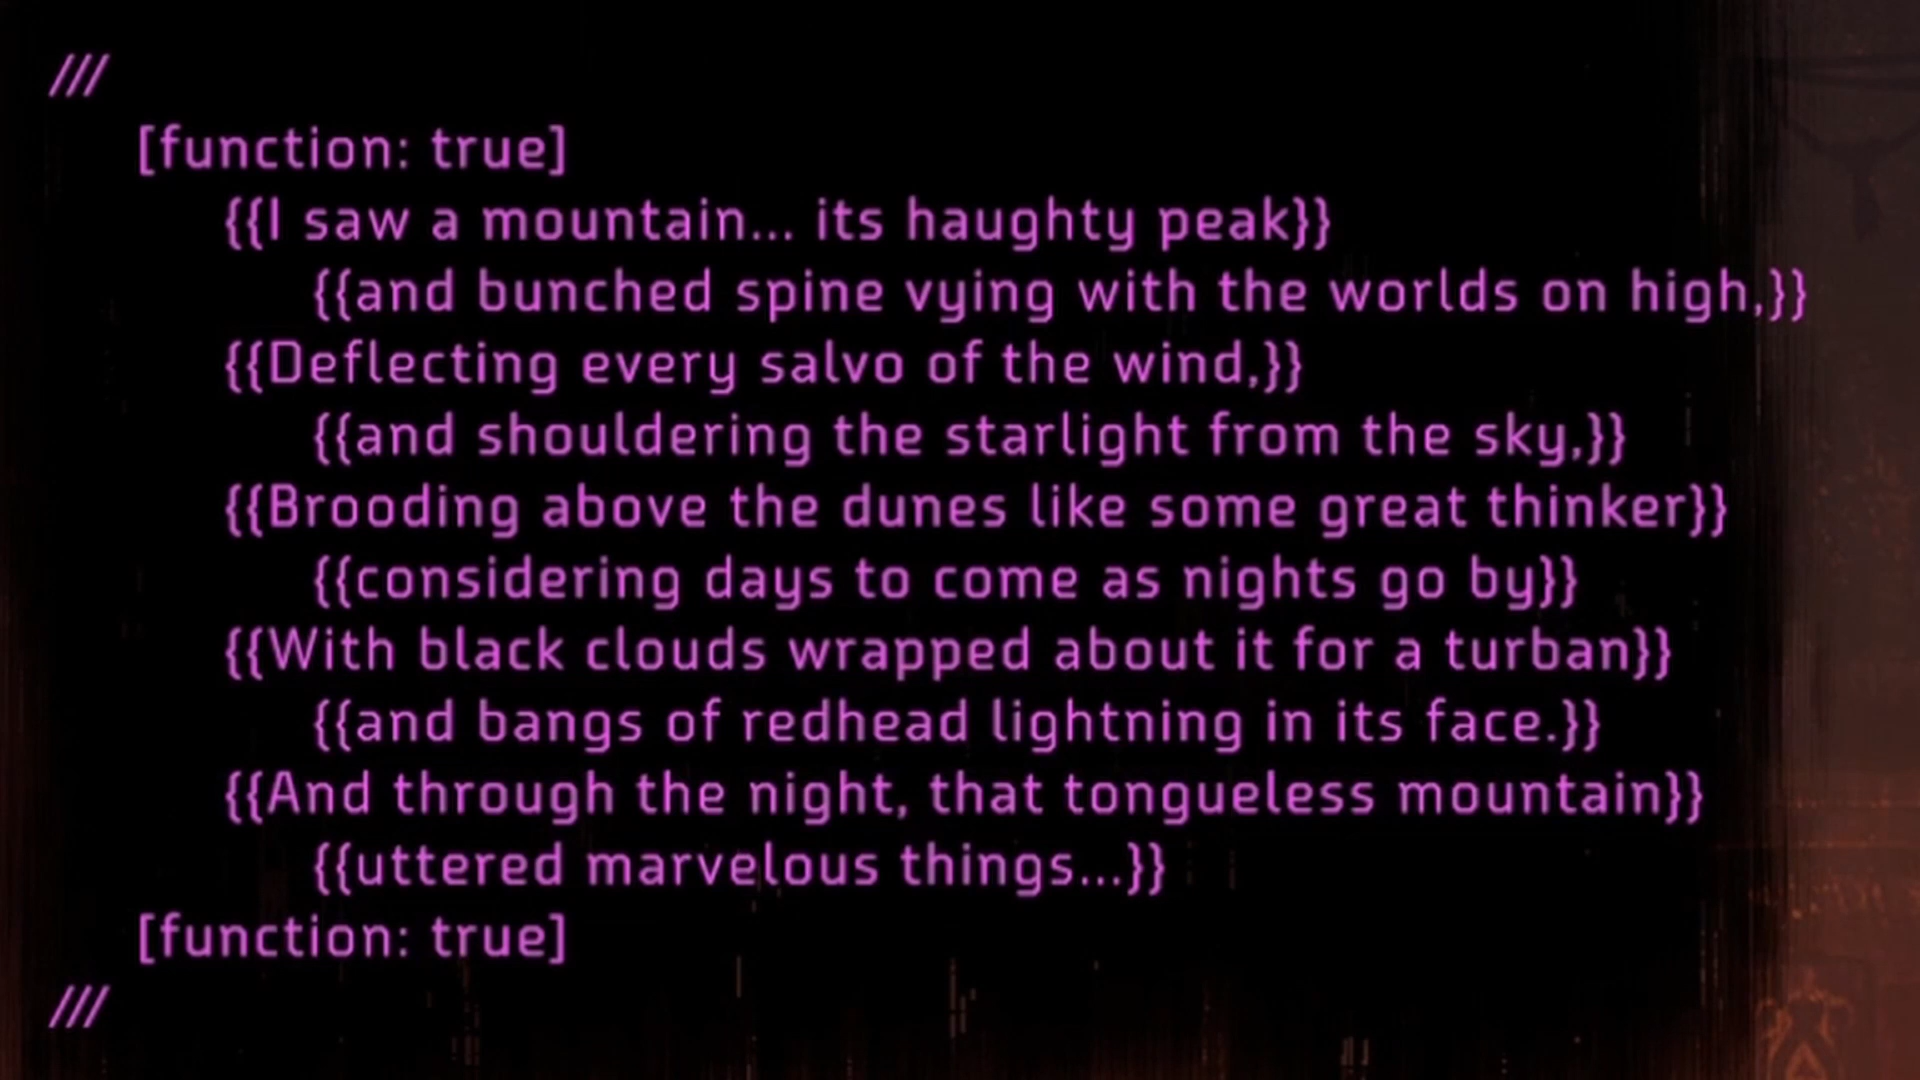 ///
[function: true]
{{I saw a mountain... its haughty peak}}
{{and bunched spine vying with the worlds on high,}}
{{Deflecting every salvo of the wind,}}
{{and shouldering the starlight from the sky,}}
{{Brooding above the dunes like some great thinker}}
{{considering days to come as nights go by}}
{{With black clouds wrapped about it for a turban}}
{{and bangs of redhead lightning in its face.}}
{{And through the night, that tongueless mountain}}
{{uttered marvelous things...}}
[function: true]
///